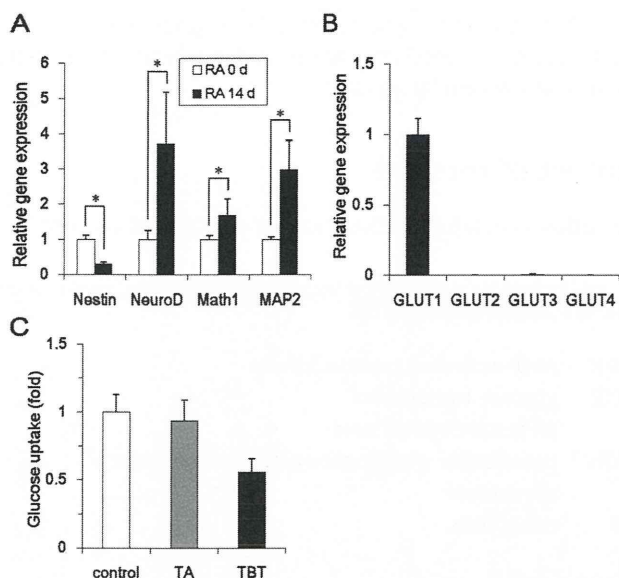 A
Relative gene expression
6
5
4
3
2
1
0
RA 0 d
RA 14 d
*
*
*
*
Nestin NeuroD Math1 MAP2
B
Relative gene expression
1.5
1
0.5
0
GLUT1 GLUT2 GLUT3 GLUT4
C
Glucose uptake (fold)
1.5
1
0.5
0
control TA TBT